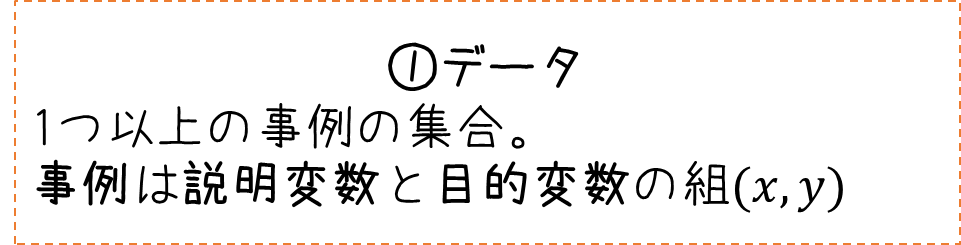 ①データ
1つ以上の事例の集合。
事例は説明変数と目的変数の組(x, y)